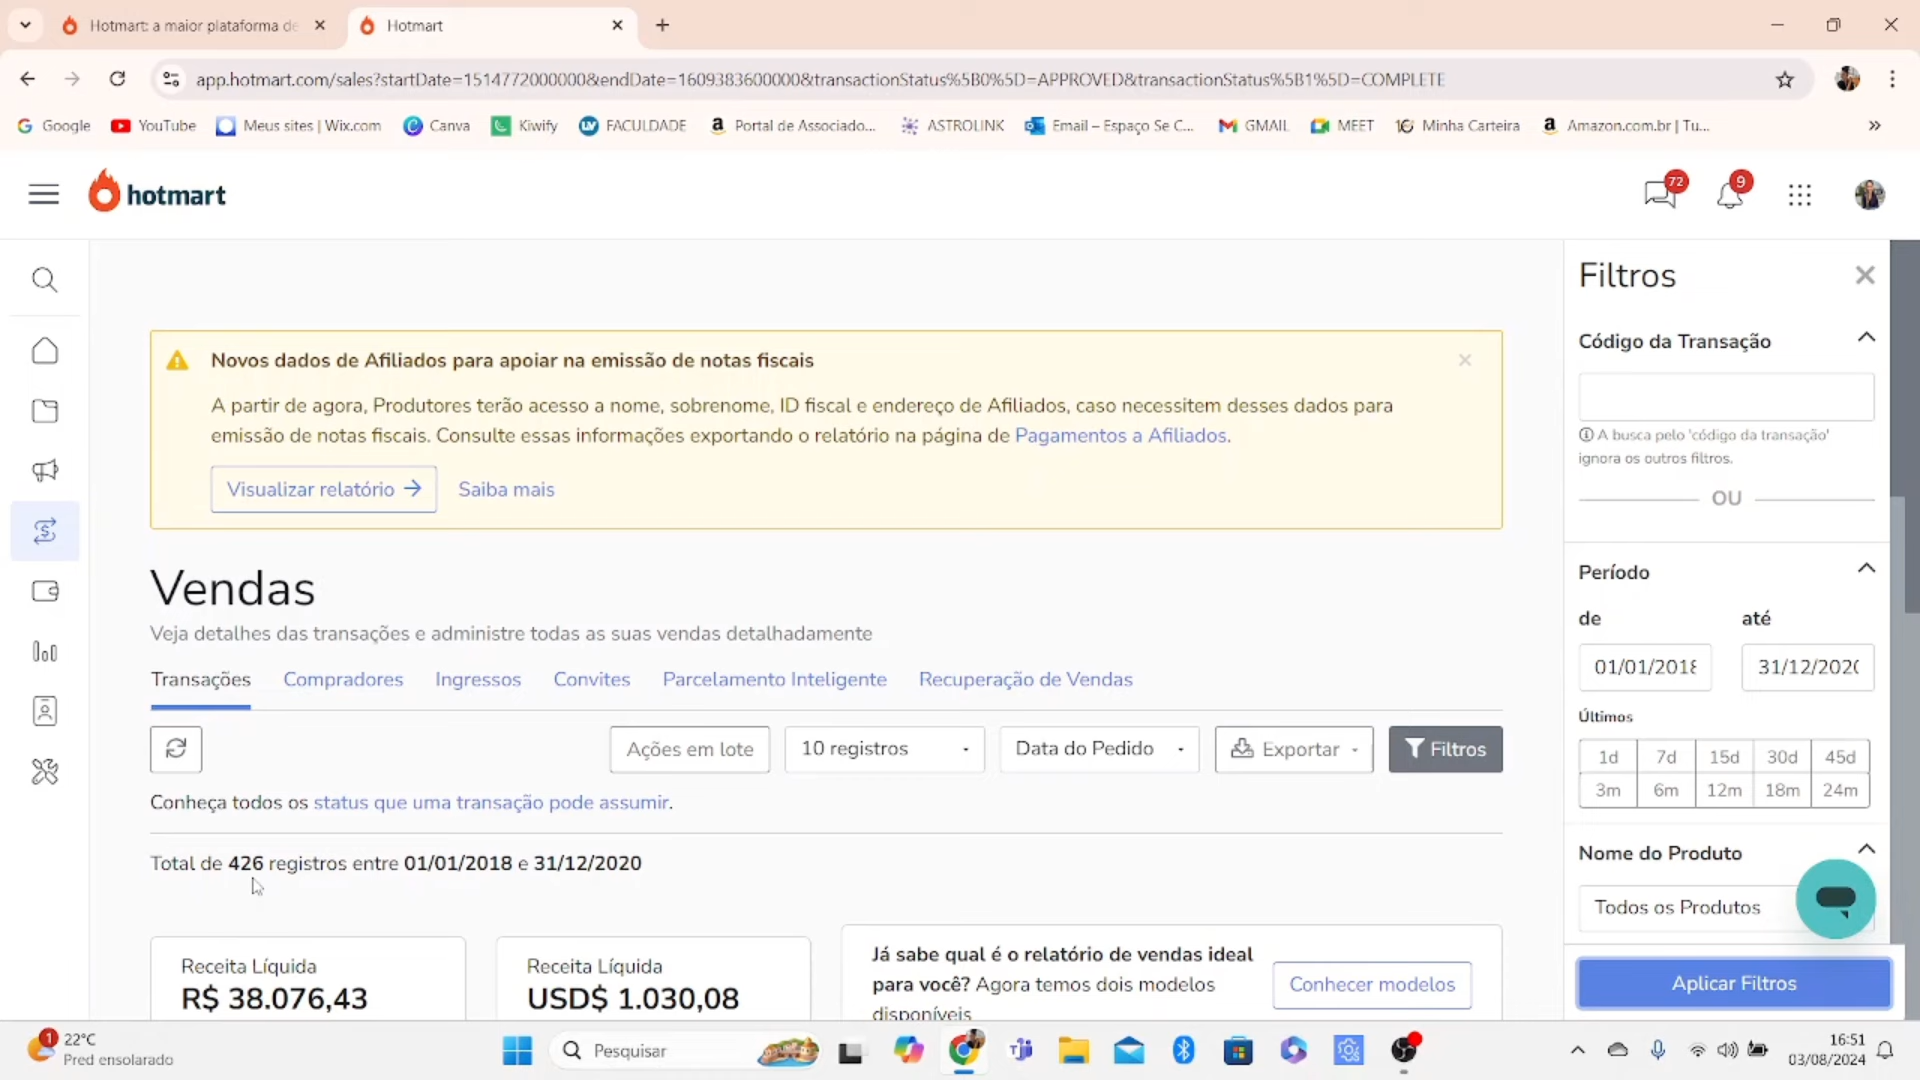 Hotmart: a maior plataforma de
Hotmart
app.hotmart.com/sales?startDate=1514772000000&endDate=1609383600000&transactionStatus%5B0%5D=APPROVED&transactionStatus%5B1%5D=COMPLETE
Google
YouTube
Meus sites | Wix.com
Canva
Kiwify
FACULDADE
Portal de Associado...
ASTROLINK
Email – Espaço Se C...
GMAIL
MEET
Minha Carteira
Amazon.com.br | Tu...
hotmart
72
9
Novos dados de Afiliados para apoiar na emissão de notas fiscais
A partir de agora, Produtores terão acesso a nome, sobrenome, ID fiscal e endereço de Afiliados, caso necessitem desses dados para
emissão de notas fiscais. Consulte essas informações exportando o relatório na página de Pagamentos a Afiliados.
Visualizar relatório
Saiba mais
Vendas
Veja detalhes das transações e administre todas as suas vendas detalhadamente
Transações
Compradores
Ingressos
Convites
Parcelamento Inteligente
Recuperação de Vendas
Ações em lote
10 registros
Data do Pedido
Exportar
Filtros
Conheça todos os status que uma transação pode assumir.
Total de 426 registros entre 01/01/2018 e 31/12/2020
Receita Líquida
R$ 38.076,43
Receita Líquida
USD$ 1.030,08
Já sabe qual é o relatório de vendas ideal
para você? Agora temos dois modelos
disponíveis
Conhecer modelos
Filtros
Código da Transação
A busca pelo 'código da transação'
ignora os outros filtros.
OU
Período
de
até
01/01/2018
31/12/2020
Últimos
1d 7d 15d 30d 45d
3m 6m 12m 18m 24m
Nome do Produto
Todos os Produtos
Aplicar Filtros
1
22°C
Pred ensolarado
Pesquisar
16:51
03/08/2024